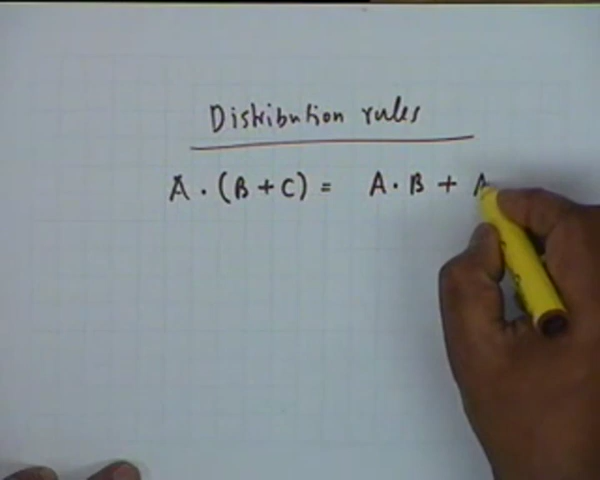 Distribution rules
A · (B + C) = A · B + A